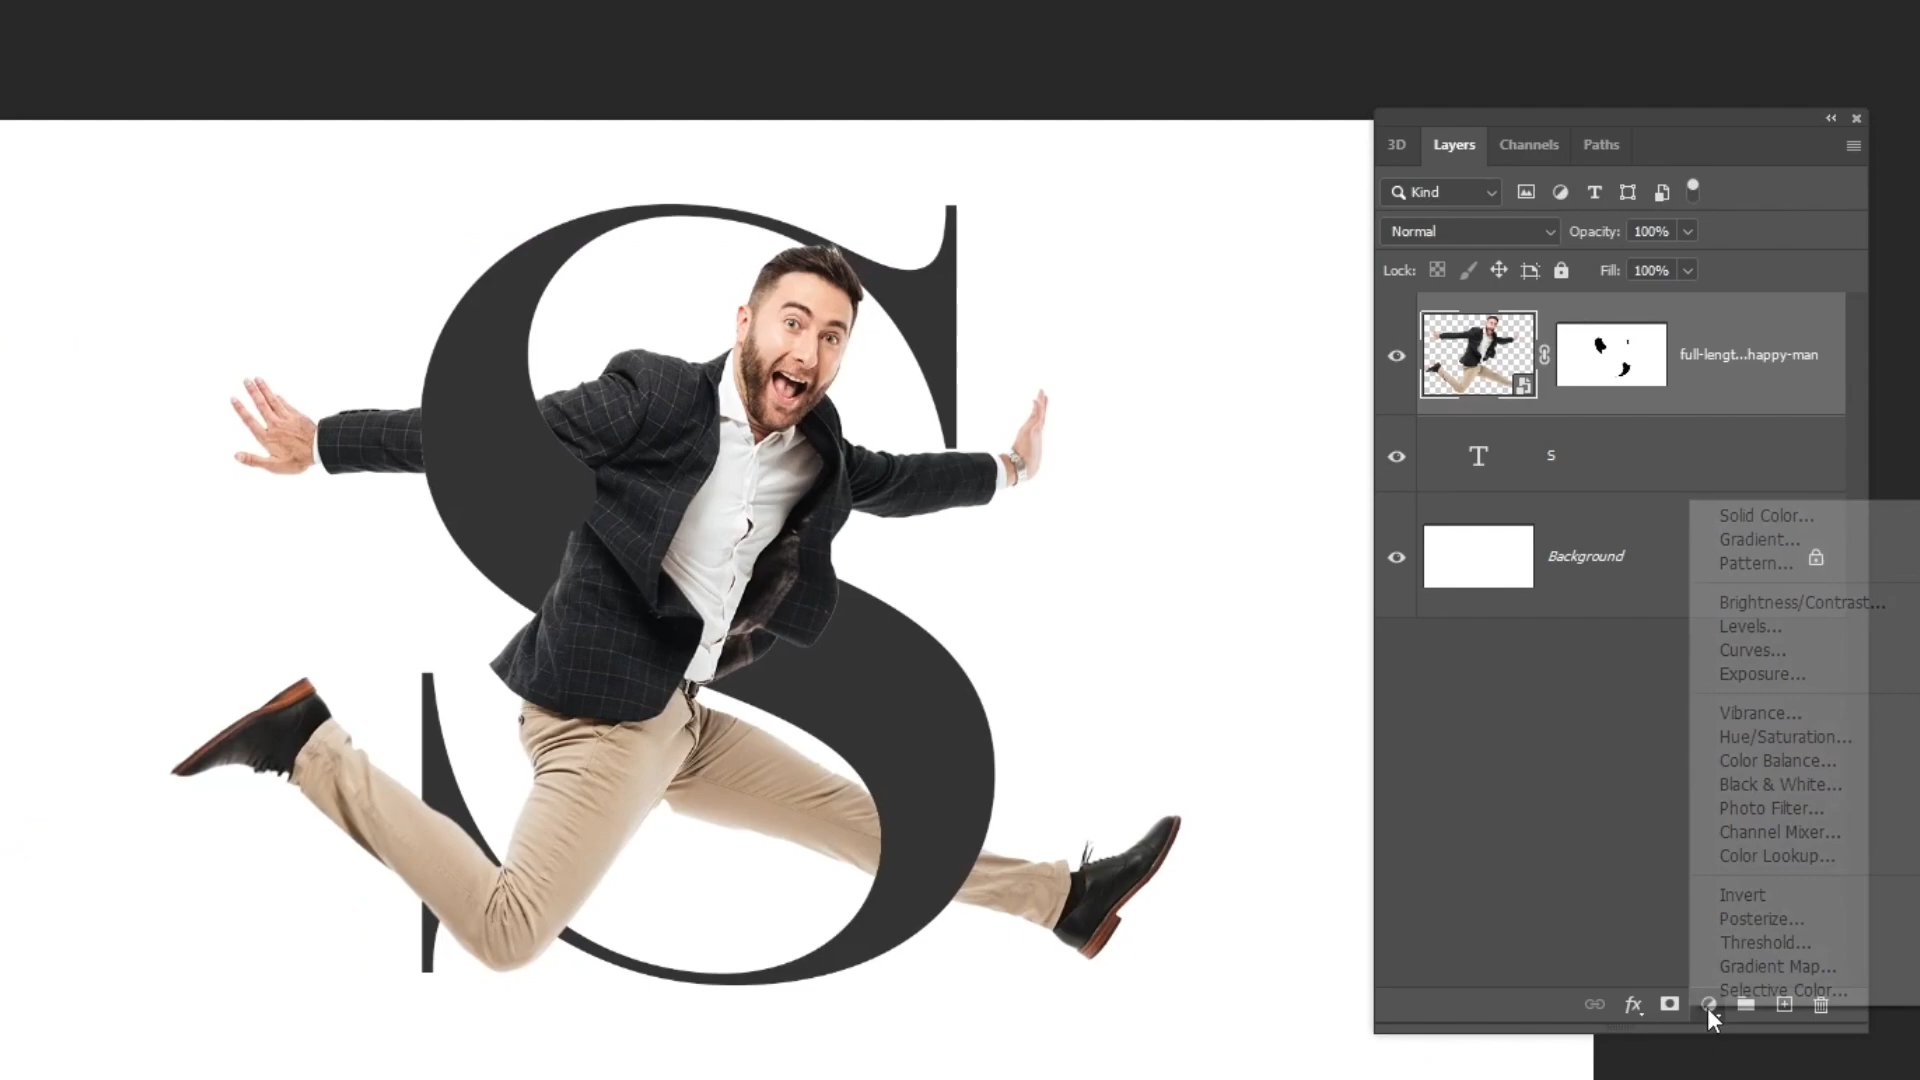 3D Layers Channels Paths
Kind
Normal Opacity: 100%
Lock: Fill: 100%
full-lengt...happy-man
T S
Background
Solid Color...
Gradient...
Pattern...
Brightness/Contrast...
Levels...
Curves...
Exposure...
Vibrance...
Hue/Saturation...
Color Balance...
Black & White...
Photo Filter...
Channel Mixer...
Color Lookup...
Invert
Posterize...
Threshold...
Gradient Map...
Selective Color...
fx
S